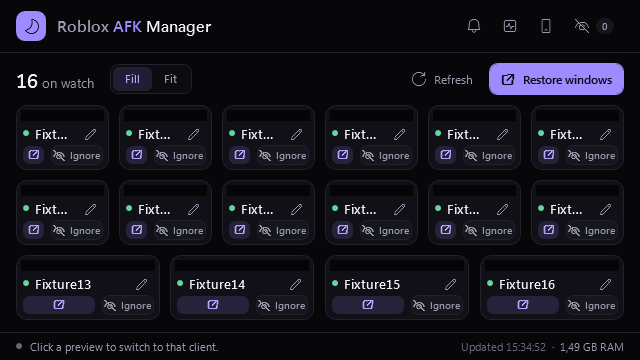 Roblox AFK Manager
0
16 on watch
Fill
Fit
Refresh
Restore windows
Fixt...
Fixt...
Fixt...
Fixt...
Fixt...
Fixt...
Ignore
Ignore
Ignore
Ignore
Ignore
Ignore
Fixt...
Fixt...
Fixt...
Fixt...
Fixt...
Fixt...
Ignore
Ignore
Ignore
Ignore
Ignore
Ignore
Fixture13
Fixture14
Fixture15
Fixture16
Ignore
Ignore
Ignore
Ignore
Click a preview to switch to that client.
Updated 15:34:52 · 1,49 GB RAM